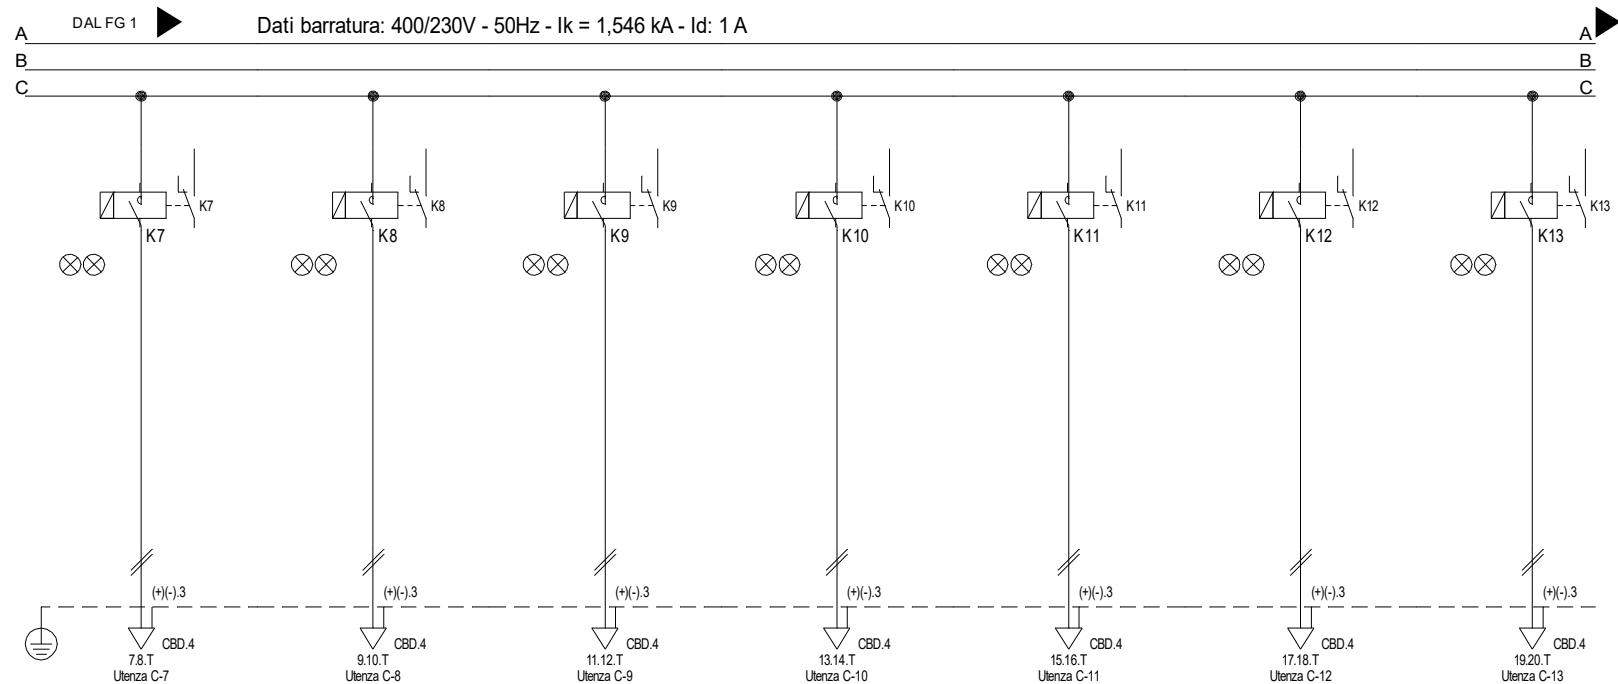 DAL FG 1
Dati barratura: 400/230V - 50Hz - Ik = 1,546 kA - Id: 1 A
A A
B B
C C
K7 K8 K9 K10 K11 K12 K13
K7 K8 K9 K10 K11 K12 K13
(+)(-).3 (+)(-).3 (+)(-).3 (+)(-).3 (+)(-).3 (+)(-).3 (+)(-).3
CBD.4 CBD.4 CBD.4 CBD.4 CBD.4 CBD.4 CBD.4
7.8.T 9.10.T 11.12.T 13.14.T 15.16.T 17.18.T 19.20.T
Utenza C-7 Utenza C-8 Utenza C-9 Utenza C-10 Utenza C-11 Utenza C-12 Utenza C-13